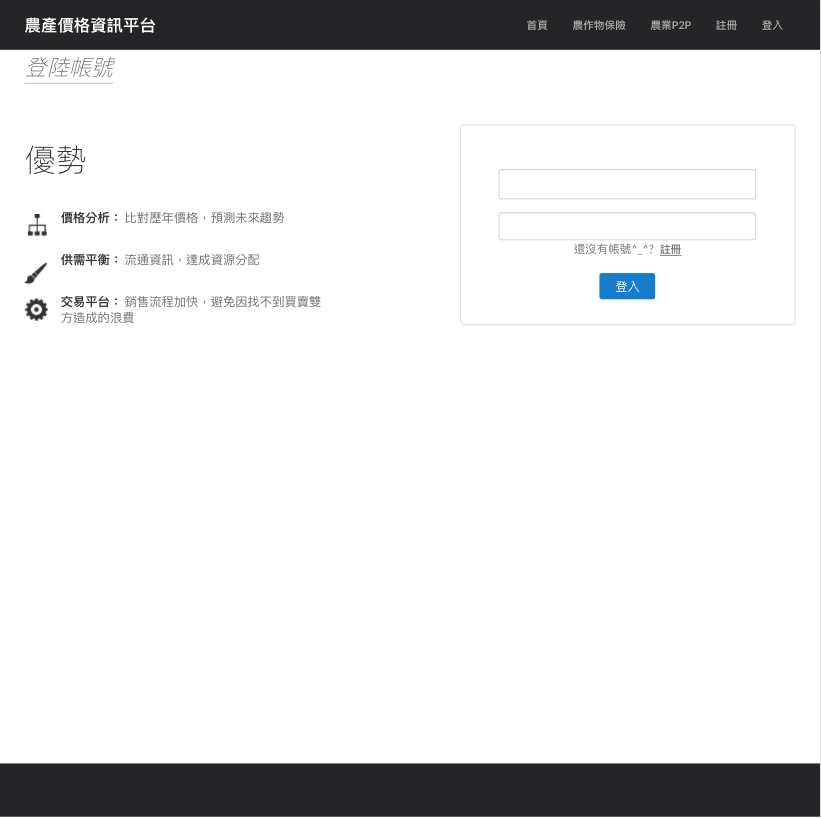 農產價格資訊平台
首頁 農作物保險 農業P2P 註冊 登入
登陸帳號
優勢
價格分析： 比對歷年價格，預測未來趨勢
供需平衡： 流通資訊，達成資源分配
交易平台： 銷售流程加快，避免因找不到買賣雙
方造成的浪費
還沒有帳號^_^? 註冊
登入